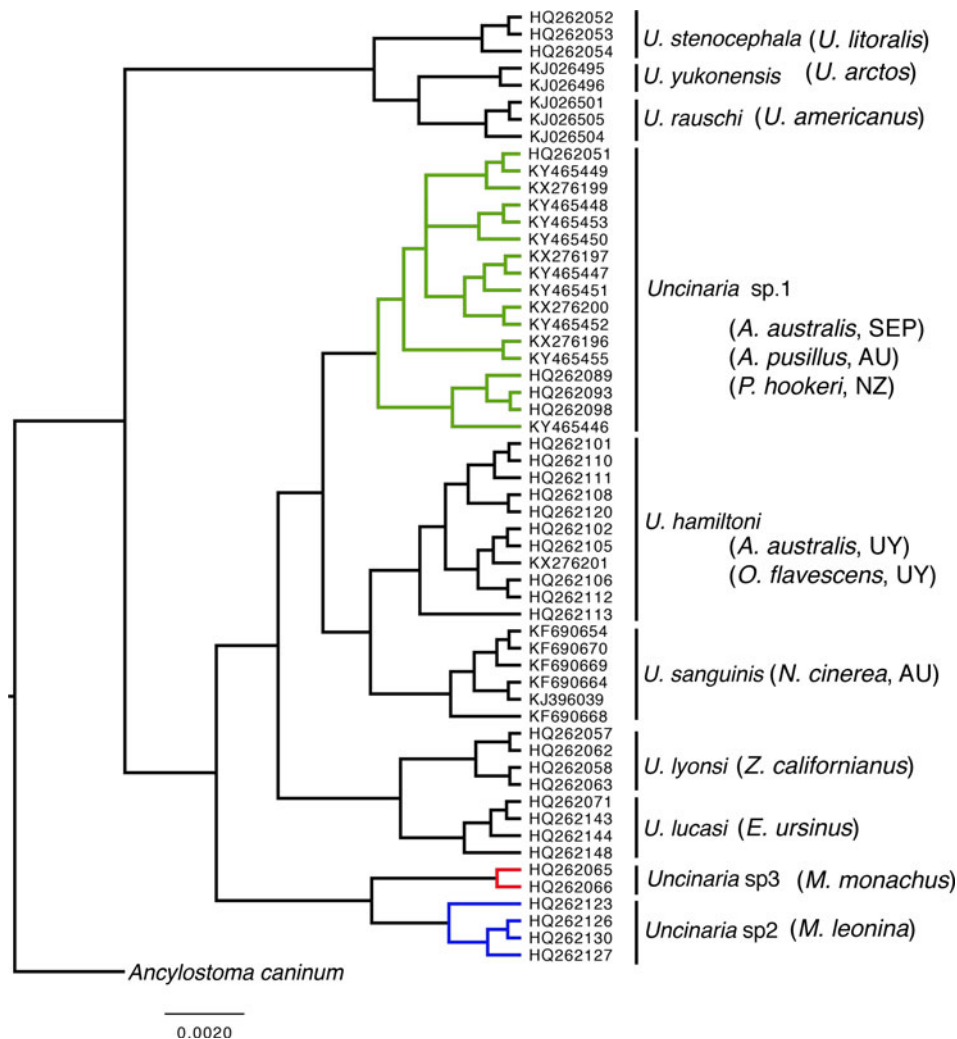 HQ262052
HQ262053
HQ262054
U. stenocephala (U. litoralis)
KJ026495
KJ026496
U. yukonensis (U. arctos)
KJ026501
KJ026505
KJ026504
U. rauschi (U. americanus)
HQ262051
KY465449
KX276199
KY465448
KY465453
KY465450
KX276197
KY465447
KY465451
KX276200
KY465452
KX276196
KY465455
HQ262089
HQ262093
HQ262098
KY465446
Uncinaria sp.1
(A. australis, SEP)
(A. pusillus, AU)
(P. hookeri, NZ)
HQ262101
HQ262110
HQ262111
HQ262108
HQ262120
HQ262102
HQ262105
KX276201
HQ262106
HQ262112
HQ262113
U. hamiltoni
(A. australis, UY)
(O. flavescens, UY)
KF690654
KF690670
KF690669
KF690664
KJ396039
KF690668
U. sanguinis (N. cinerea, AU)
HQ262057
HQ262062
HQ262058
HQ262063
U. lyonsi (Z. californianus)
HQ262071
HQ262143
HQ262144
HQ262148
U. lucasi (E. ursinus)
HQ262065
HQ262066
Uncinaria sp3 (M. monachus)
HQ262123
HQ262126
HQ262130
HQ262127
Uncinaria sp2 (M. leonina)
Ancylostoma caninum
0.0020